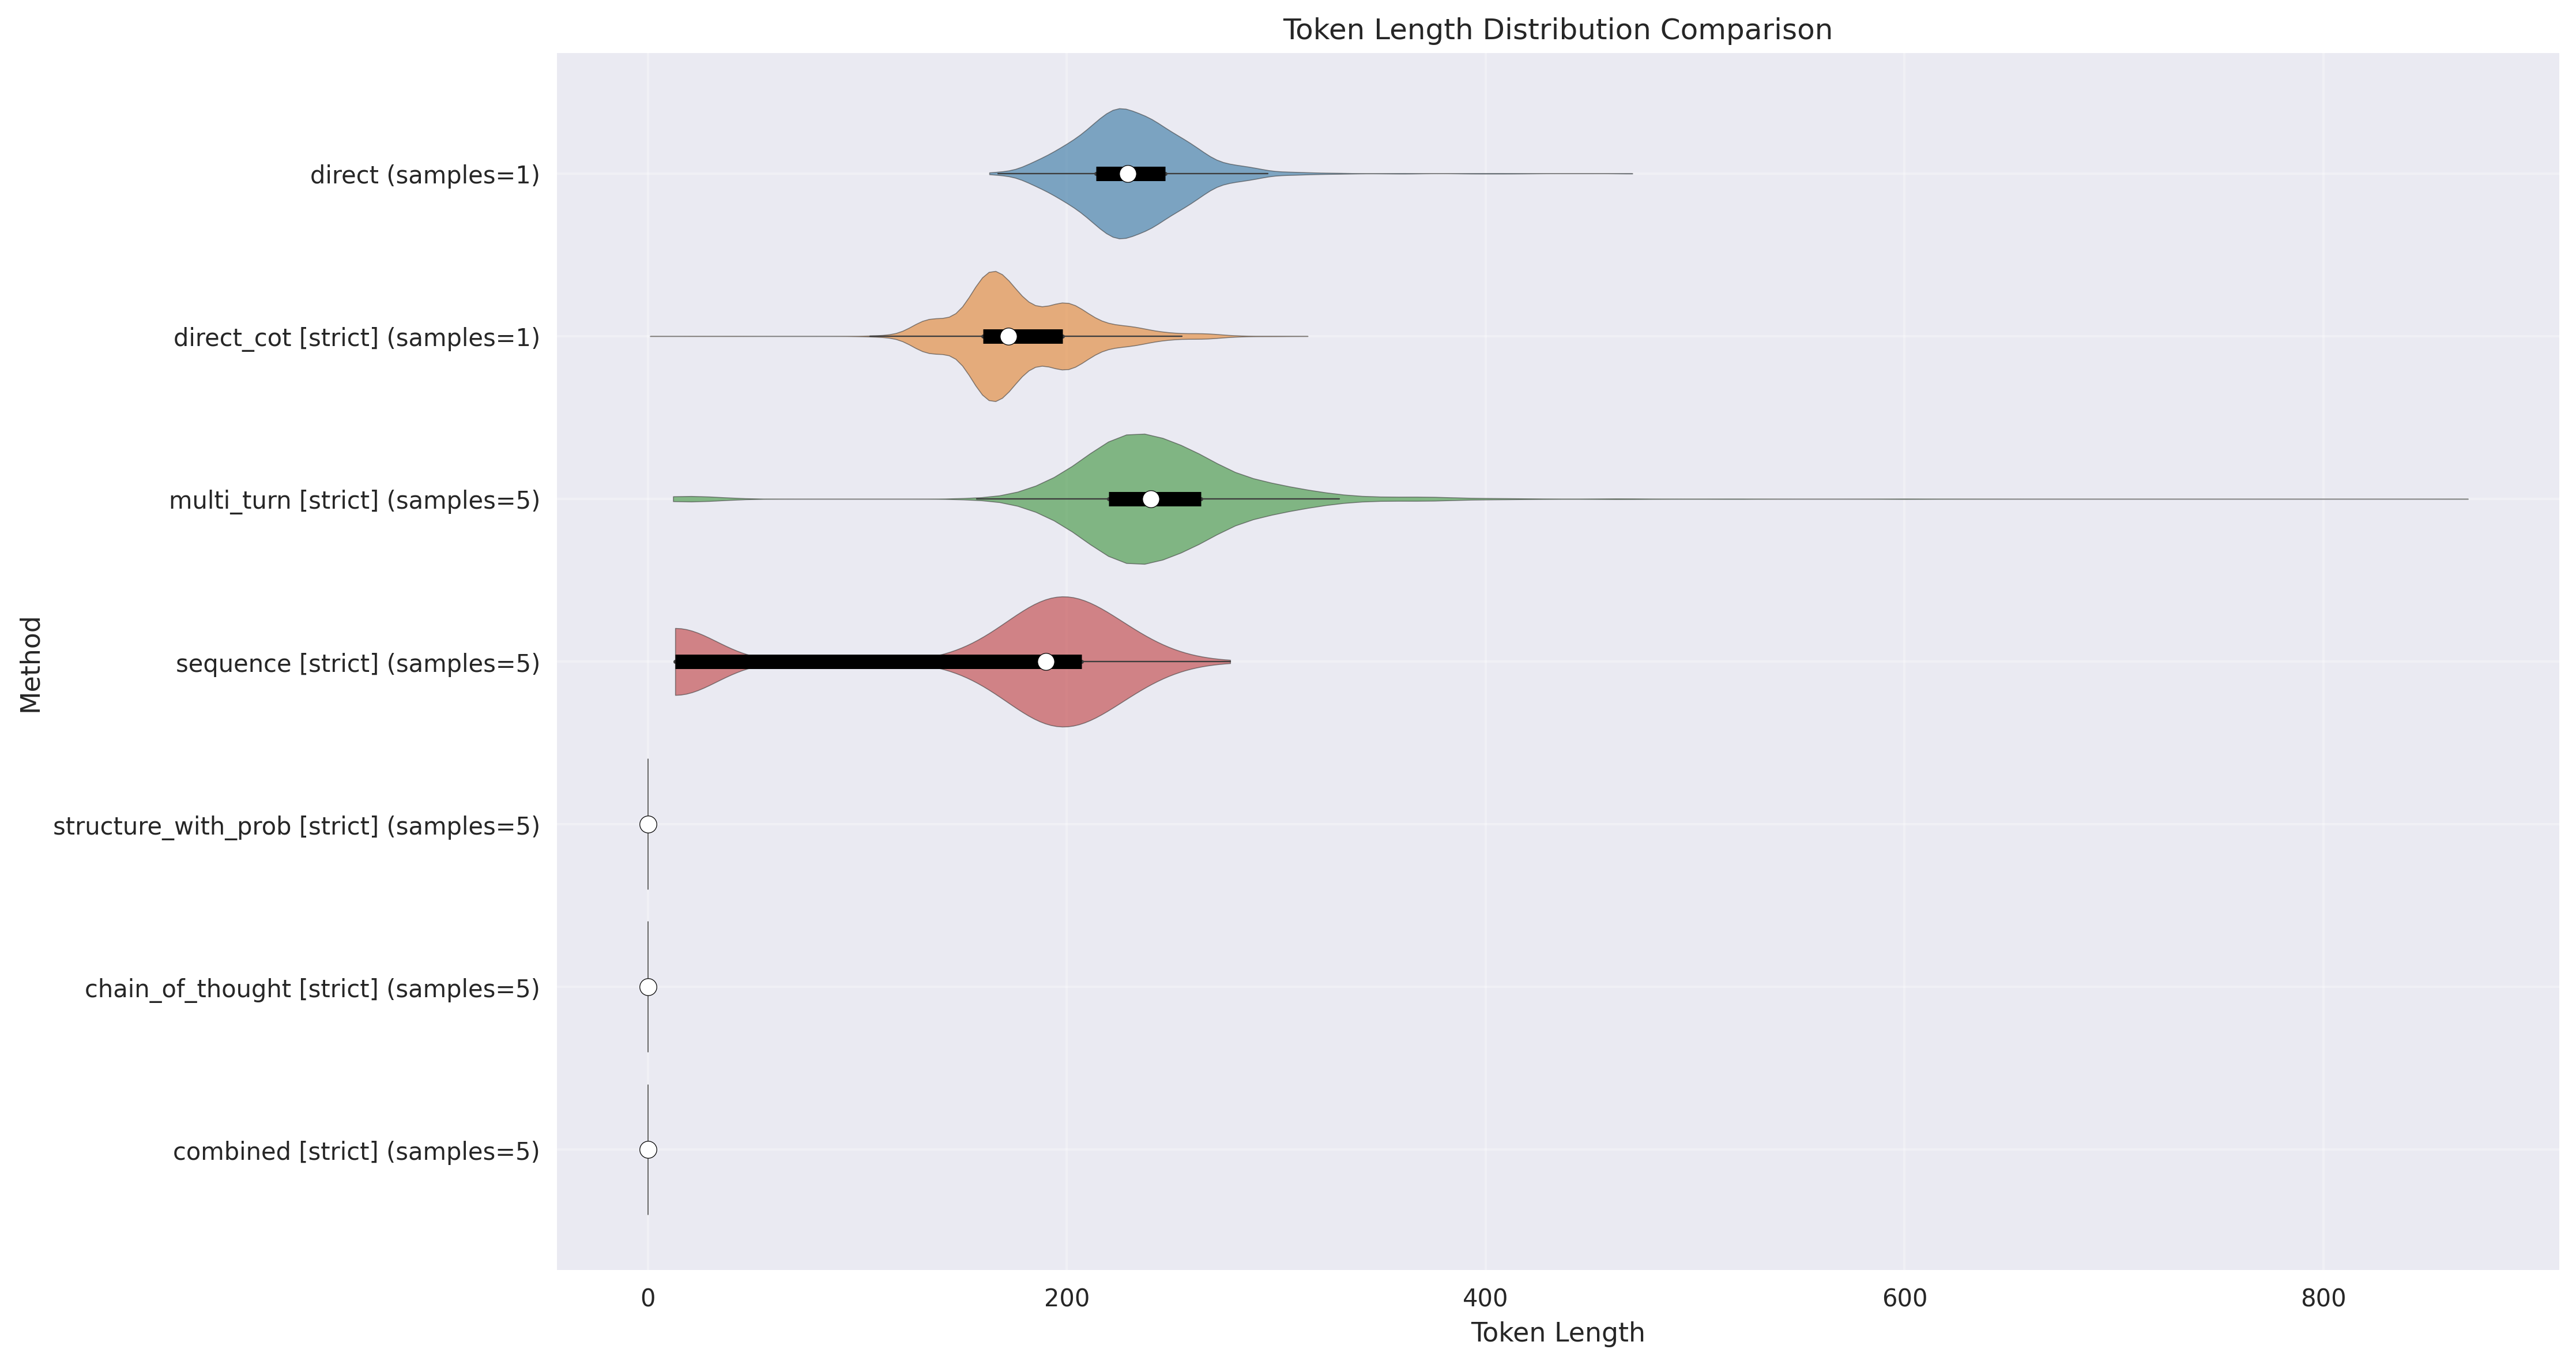 Token Length Distribution Comparison
direct (samples=1)
direct_cot [strict] (samples=1)
multi_turn [strict] (samples=5)
sequence [strict] (samples=5)
structure_with_prob [strict] (samples=5)
chain_of_thought [strict] (samples=5)
combined [strict] (samples=5)
Method
0 200 400 600 800
Token Length